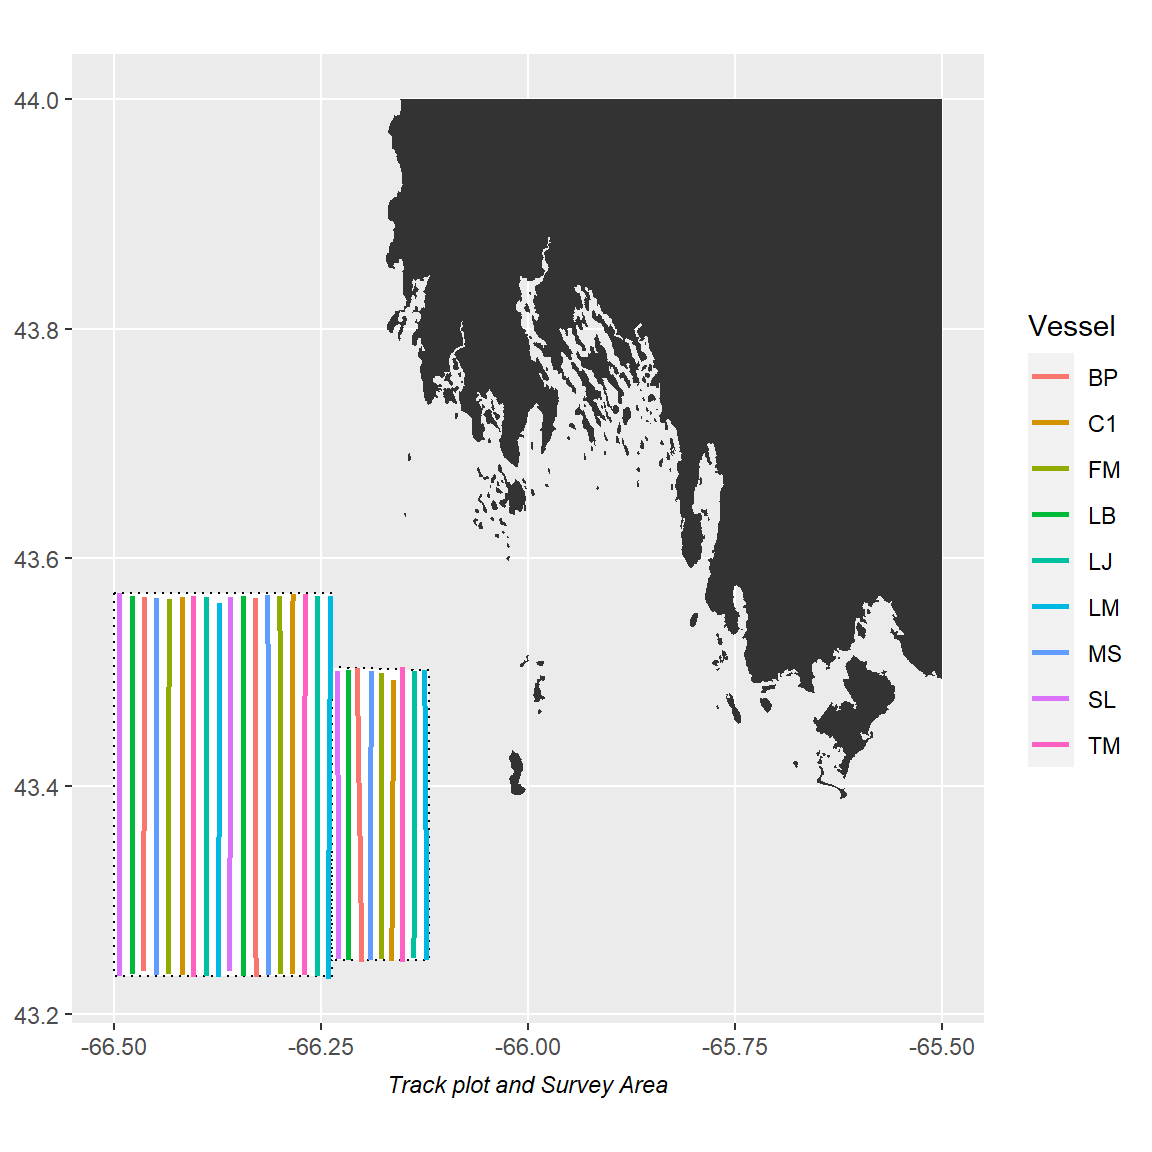 44.0
43.8
43.6
43.4
43.2
-66.50
-66.25
-66.00
-65.75
-65.50
Track plot and Survey Area
Vessel
BP
C1
FM
LB
LJ
LM
MS
SL
TM